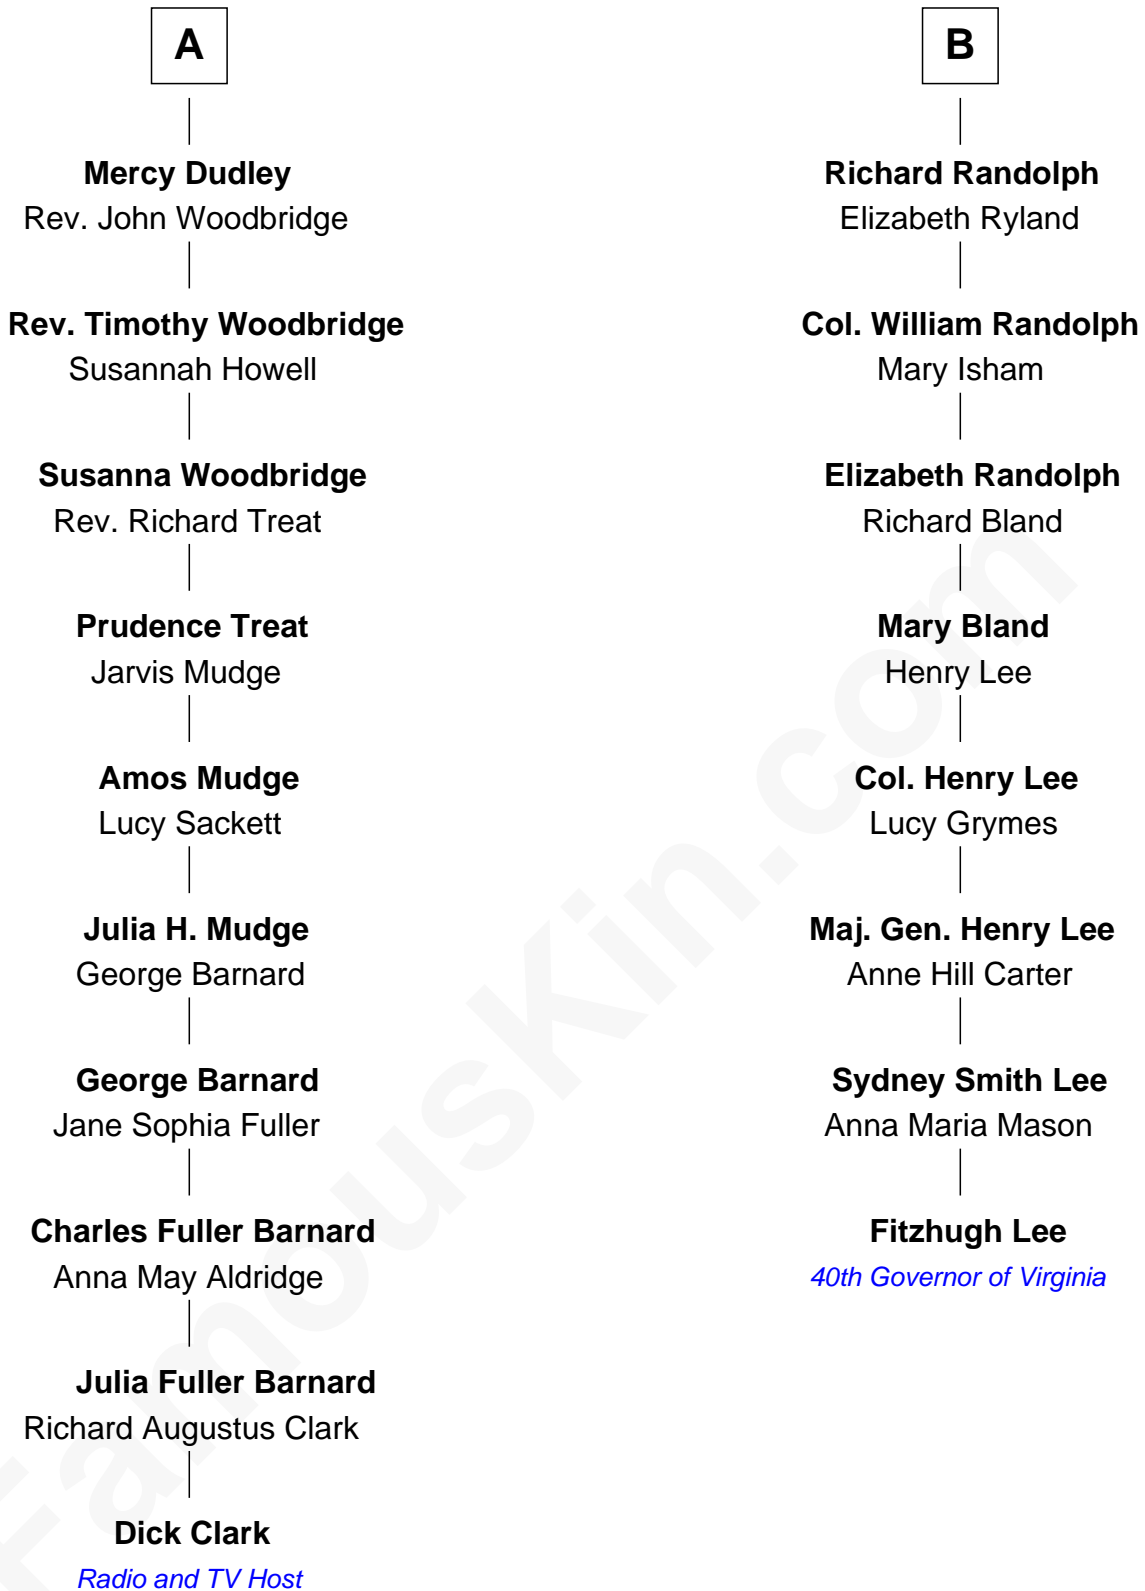 A
Mercy Dudley
Rev. John Woodbridge
Rev. Timothy Woodbridge
Susannah Howell
Susanna Woodbridge
Rev. Richard Treat
Prudence Treat
Jarvis Mudge
Amos Mudge
Lucy Sackett
Julia H. Mudge
George Barnard
George Barnard
Jane Sophia Fuller
Charles Fuller Barnard
Anna May Aldridge
Julia Fuller Barnard
Richard Augustus Clark
Dick Clark
Radio and TV Host
B
Richard Randolph
Elizabeth Ryland
Col. William Randolph
Mary Isham
Elizabeth Randolph
Richard Bland
Mary Bland
Henry Lee
Col. Henry Lee
Lucy Grymes
Maj. Gen. Henry Lee
Anne Hill Carter
Sydney Smith Lee
Anna Maria Mason
Fitzhugh Lee
40th Governor of Virginia
FamousKin.com